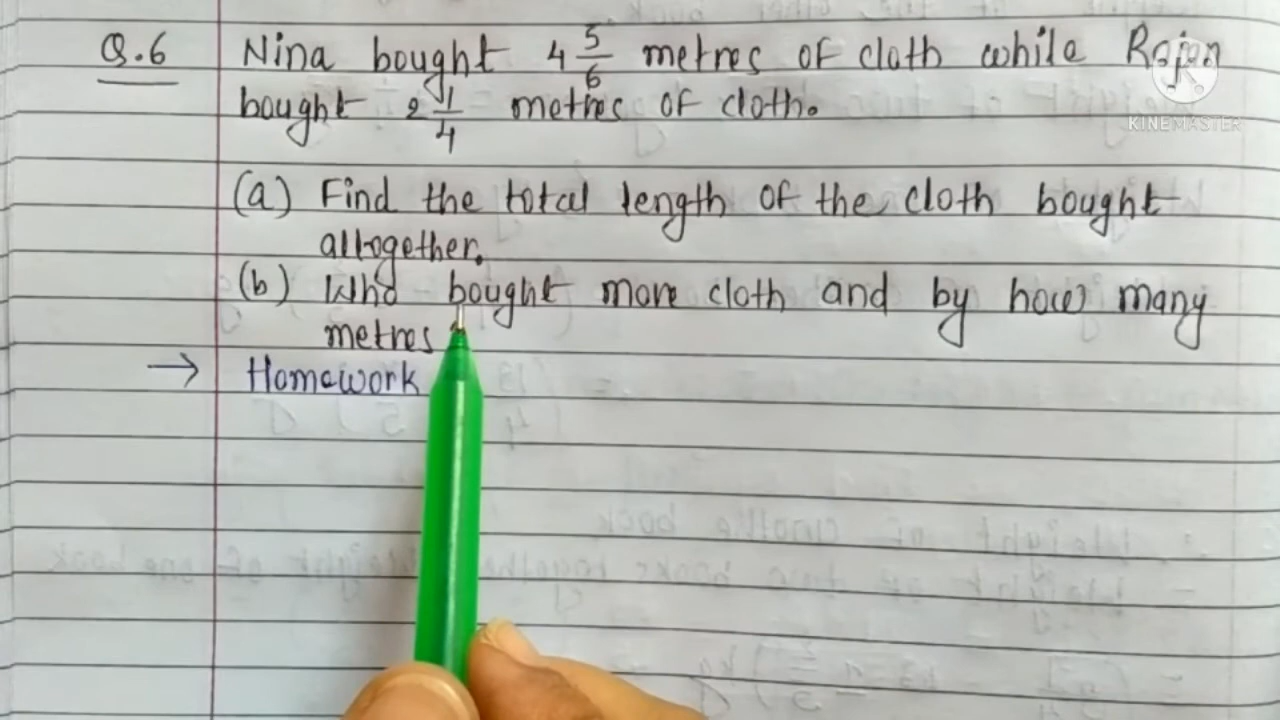 Q.6 Nina bought 4 5/6 metres of cloth while Rajan
bought 2 1/4 metres of cloth.
(a) Find the total length of the cloth bought
altogether.
(b) Who bought more cloth and by how many
metres
→ Homework
KINEMASTER